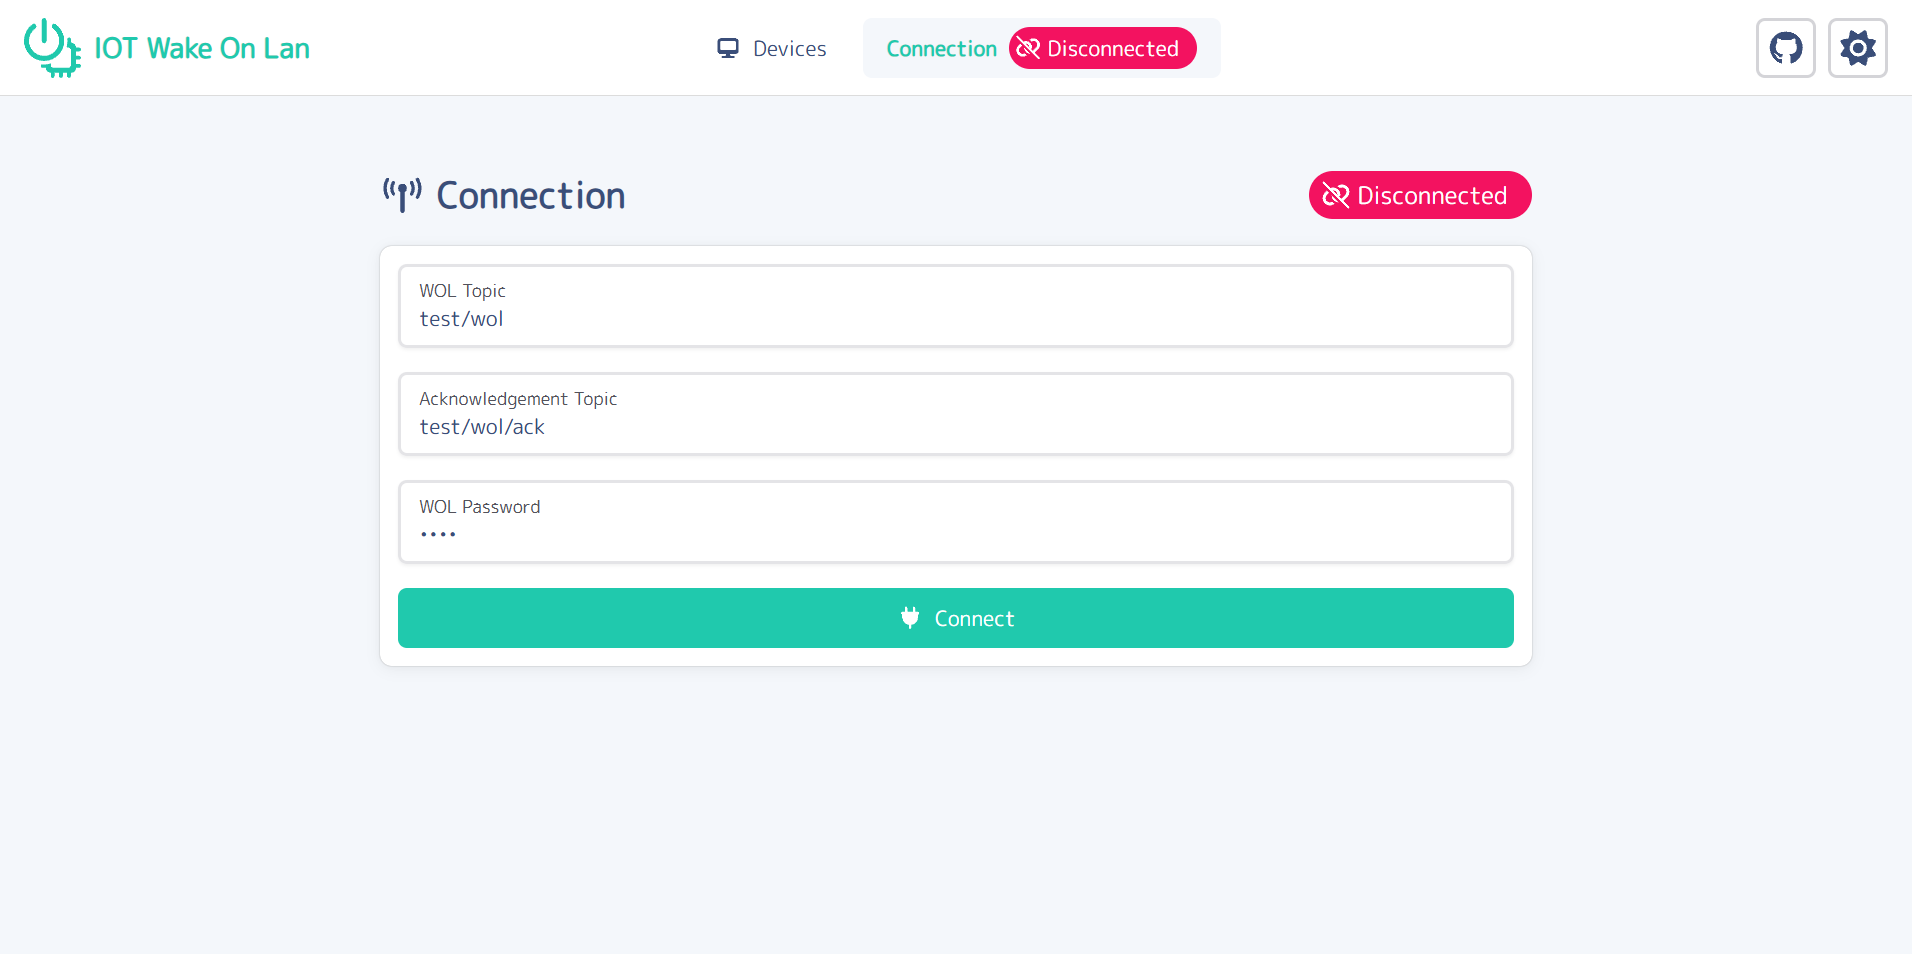 IOT Wake On Lan
Devices
Connection
Disconnected
Connection
Disconnected
WOL Topic
test/wol
Acknowledgement Topic
test/wol/ack
WOL Password
••••
Connect